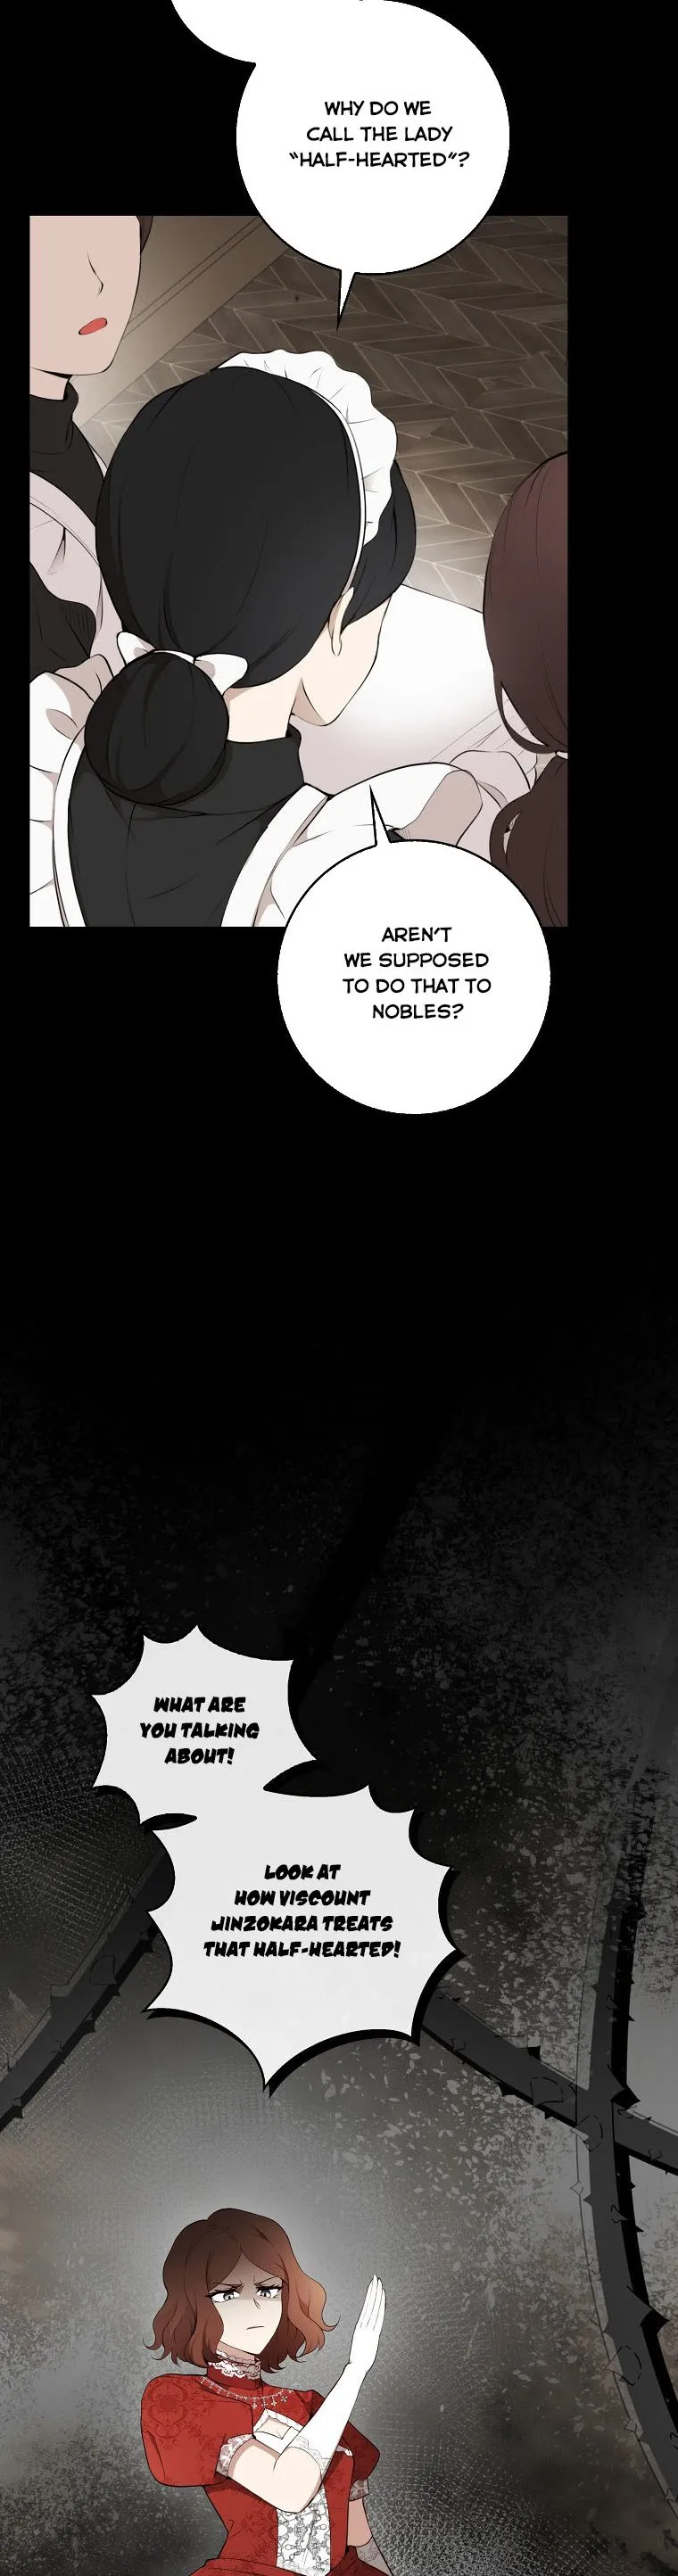 WHY DO WE
CALL THE LADY
"HALF-HEARTED"?
AREN'T
WE SUPPOSED
TO DO THAT TO
NOBLES?
WHAT ARE
YOU TALKING
ABOUT!
LOOK AT
HOW VISCOUNT
JINZOKARA TREATS
THAT HALF-HEARTED!